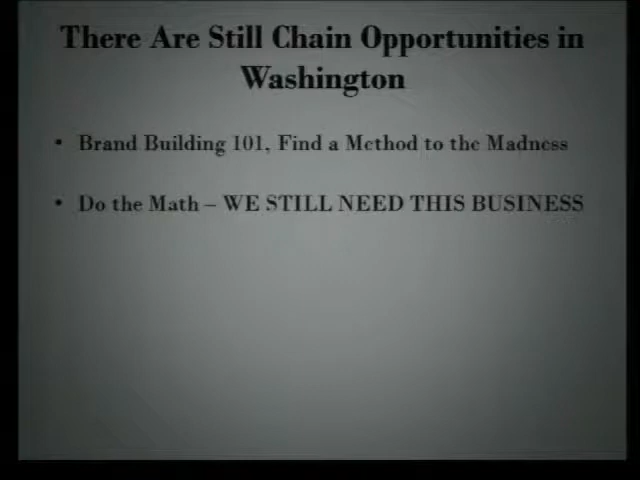 There Are Still Chain Opportunities in
Washington
• Brand Building 101, Find a Method to the Madness
• Do the Math – WE STILL NEED THIS BUSINESS